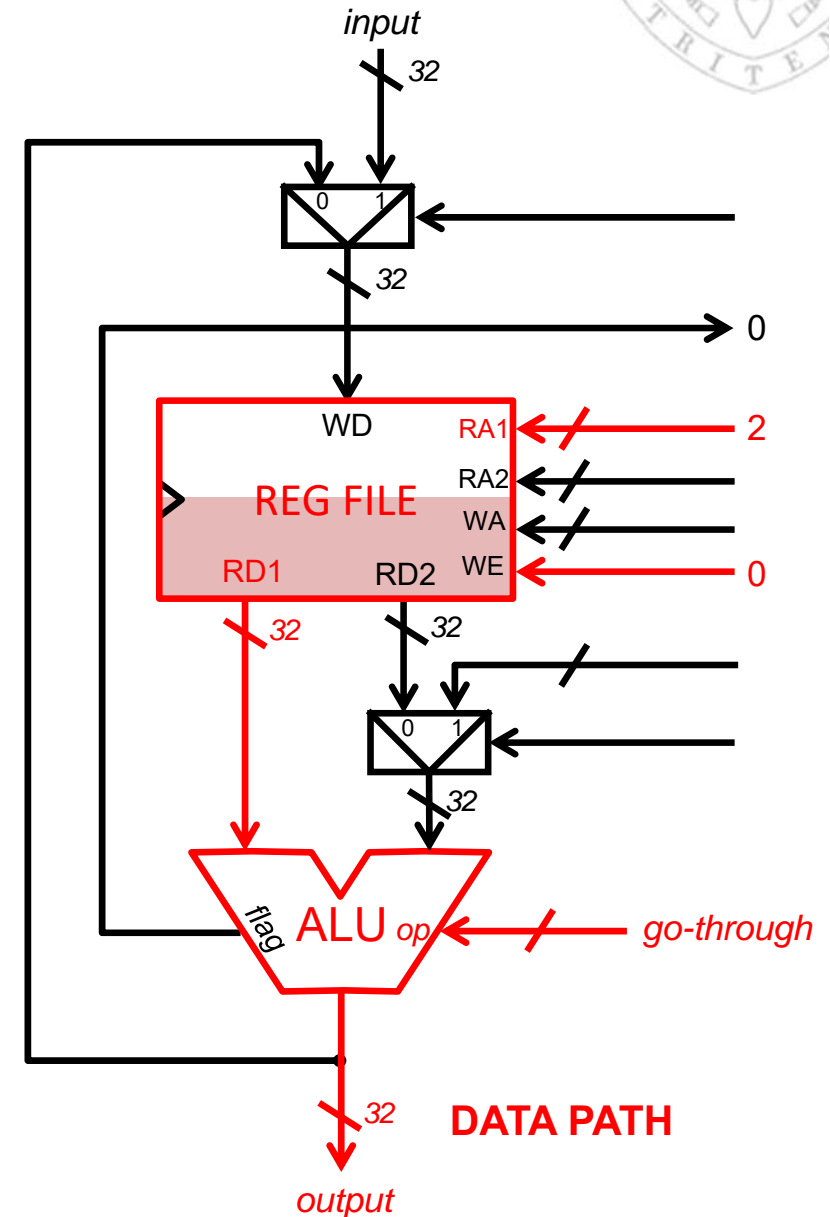 input
32
T R I T E N
0 1
32
0
WD
RA1
2
RA2
REG FILE
WA
RD1
RD2
WE
0
32
32
0 1
32
flag
ALU
op
go-through
32
DATA PATH
output